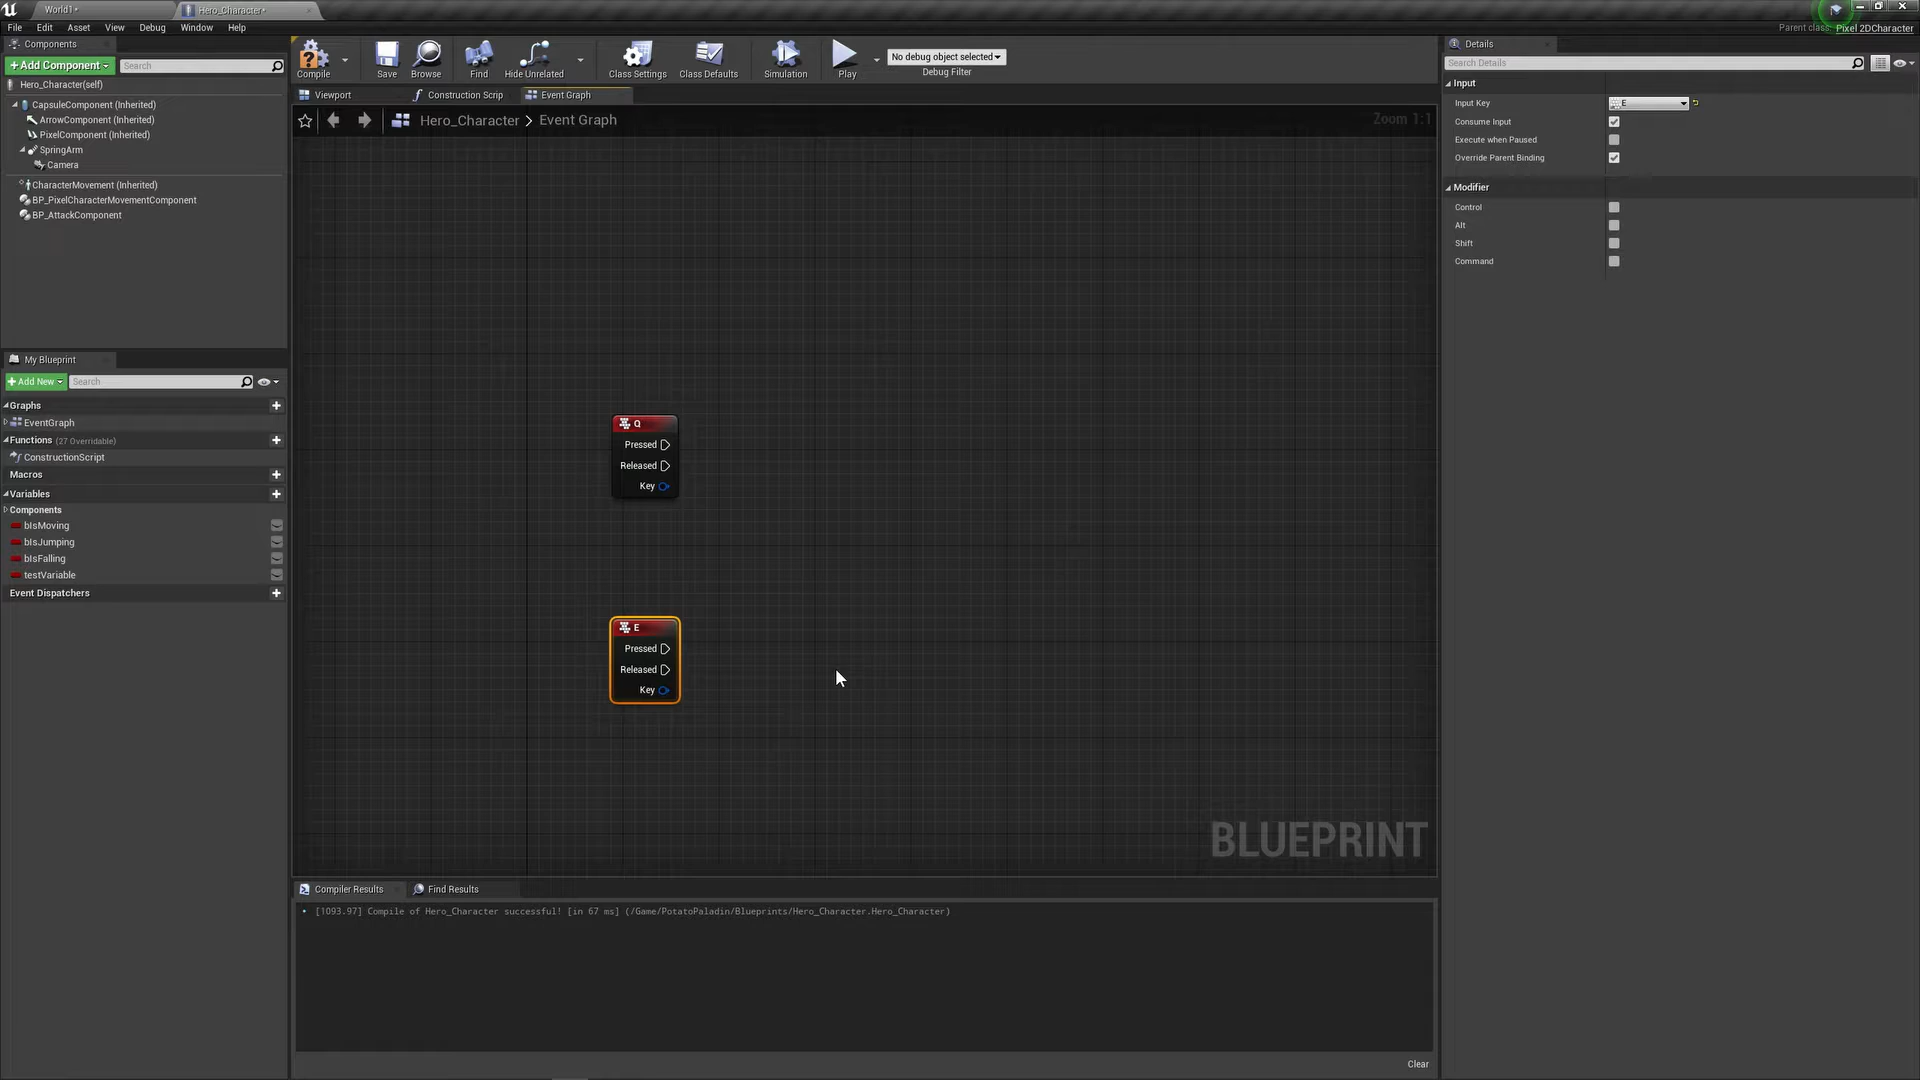 World1•
Hero_Character•
File Edit Asset View Debug Window Help
Parent class: Pixel 2DCharacter
Components
+Add Component
Search
Hero_Character(self)
CapsuleComponent (Inherited)
ArrowComponent (Inherited)
PixelComponent (Inherited)
SpringArm
Camera
CharacterMovement (Inherited)
BP_PixelCharacterMovementComponent
BP_AttackComponent
My Blueprint
+Add New
Search
Graphs
EventGraph
Functions (27 Overridable)
ConstructionScript
Macros
Variables
Components
bIsMoving
bIsJumping
bIsFalling
testVariable
Event Dispatchers
Compile Save Browse Find Hide Unrelated Class Settings Class Defaults Simulation Play
No debug object selected
Debug Filter
Viewport
Construction Scrip
Event Graph
Hero_Character > Event Graph
Zoom 1:1
Q
Pressed
Released
Key
E
Pressed
Released
Key
BLUEPRINT
Compiler Results
Find Results
[1093.97] Compile of Hero_Character successful! [in 67 ms] (/Game/PotatoPaladin/Blueprints/Hero_Character.Hero_Character)
Clear
Details
Search Details
Input
Input Key E
Consume Input
Execute when Paused
Override Parent Binding
Modifier
Control
Alt
Shift
Command